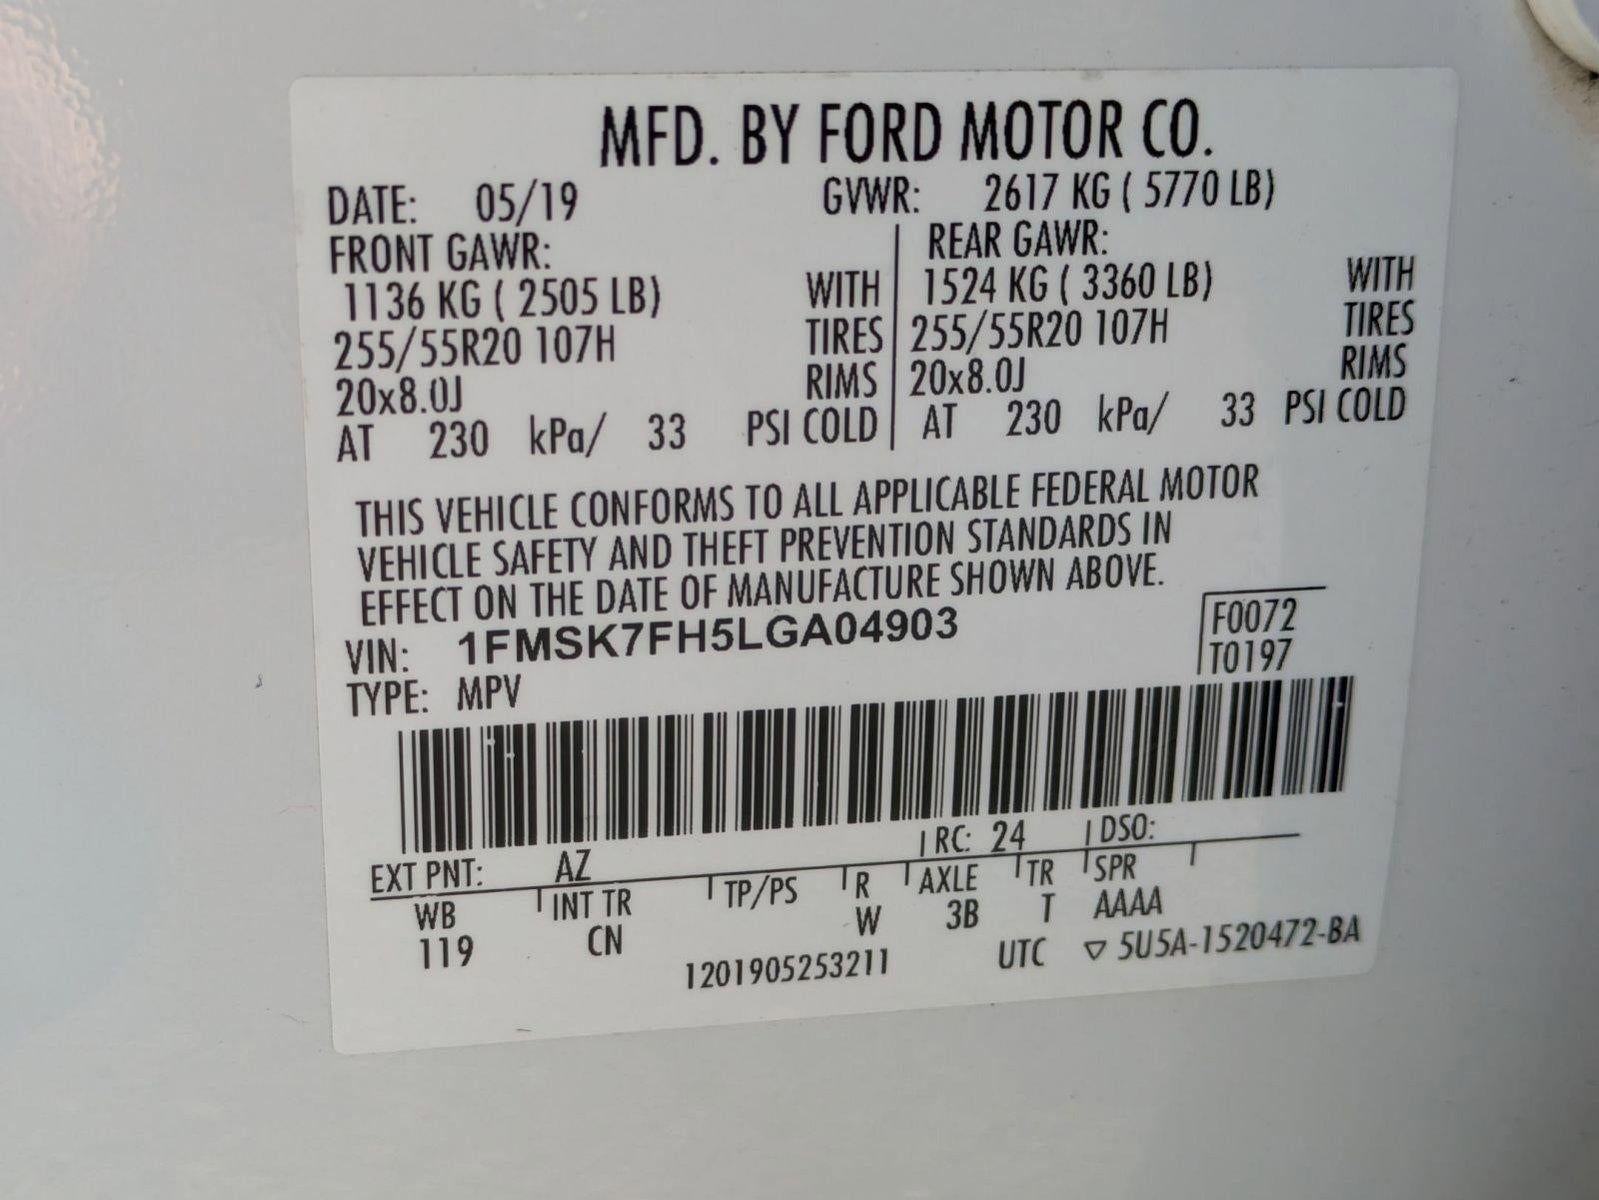 MFD. BY FORD MOTOR CO.
DATE: 05/19 GVWR: 2617 KG ( 5770 LB)
FRONT GAWR: REAR GAWR:
1136 KG ( 2505 LB) WITH 1524 KG ( 3360 LB) WITH
255/55R20 107H TIRES 255/55R20 107H TIRES
20x8.0J RIMS 20x8.0J RIMS
AT 230 kPa/ 33 PSI COLD AT 230 kPa/ 33 PSI COLD
THIS VEHICLE CONFORMS TO ALL APPLICABLE FEDERAL MOTOR
VEHICLE SAFETY AND THEFT PREVENTION STANDARDS IN
EFFECT ON THE DATE OF MANUFACTURE SHOWN ABOVE.
VIN: 1FMSK7FH5LGA04903 F0072
TYPE: MPV T0197
EXT PNT: AZ RC: 24 DSO:
WB INT TR TP/PS R AXLE TR SPR
119 CN W 3B T AAAA
1201905253211 UTC ▽ 5U5A-1520472-BA